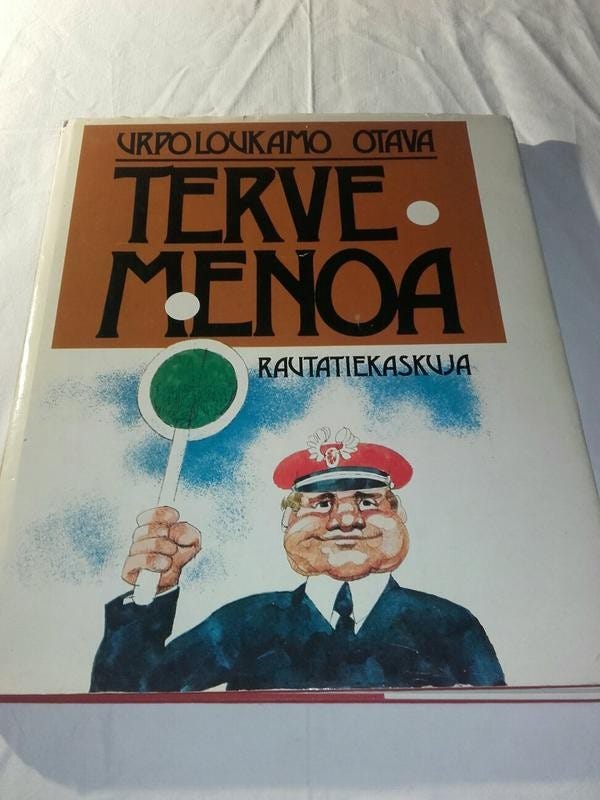 URPO LOUKAMO OTAVA
TERVE
MENOA
RAUTATIEKASKUJA